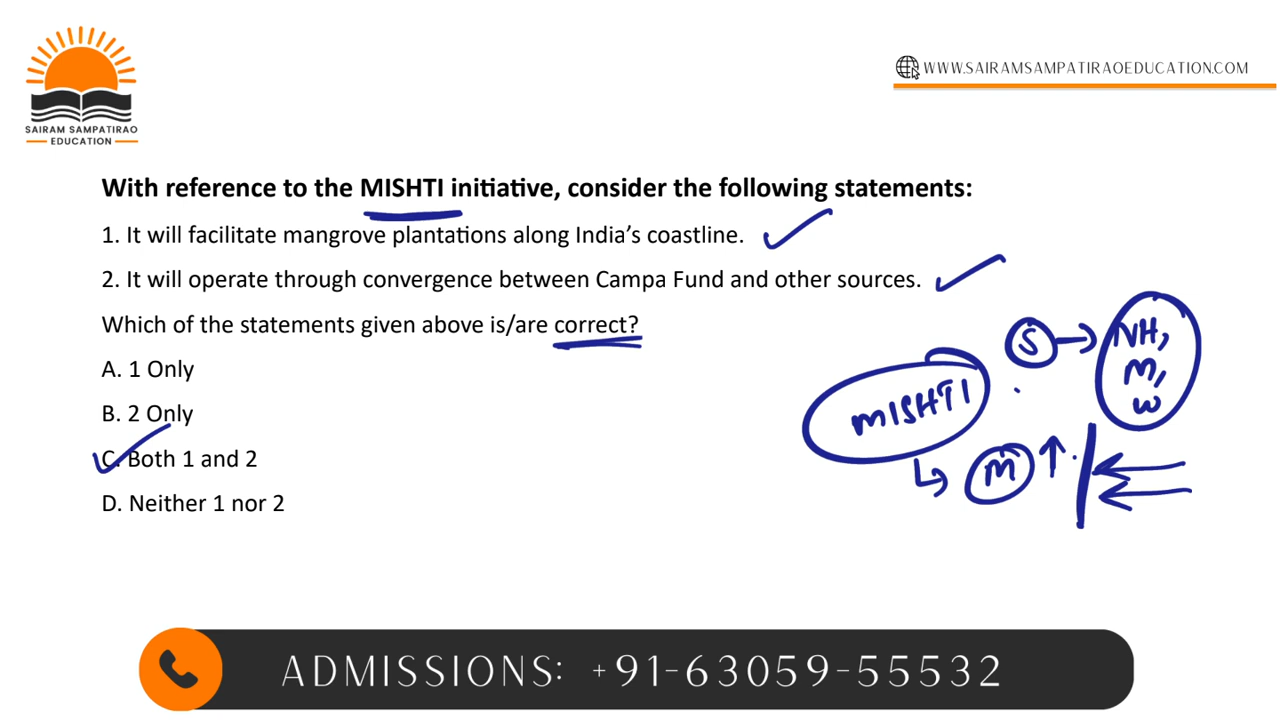 SAIRAM SAMPATIRAO
EDUCATION
WWW.SAIRAMSAMPATIRAOEDUCATION.COM
With reference to the MISHTI initiative, consider the following statements:
1. It will facilitate mangrove plantations along India's coastline.
2. It will operate through convergence between Campa Fund and other sources.
Which of the statements given above is/are correct?
A. 1 Only
B. 2 Only
C. Both 1 and 2
D. Neither 1 nor 2
S
NH,
M,
W
MISHTI
M
ADMISSIONS: +91-63059-55532